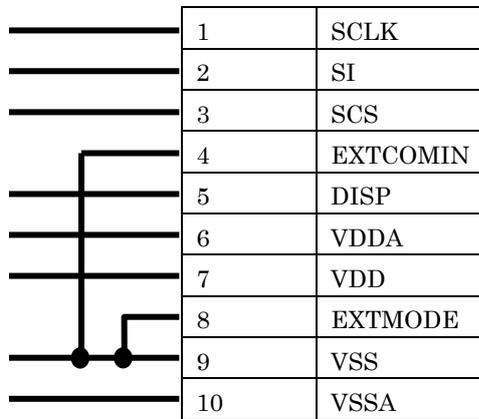 1 SCLK
2 SI
3 SCS
4 EXTCOMIN
5 DISP
6 VDDA
7 VDD
8 EXTMODE
9 VSS
10 VSSA